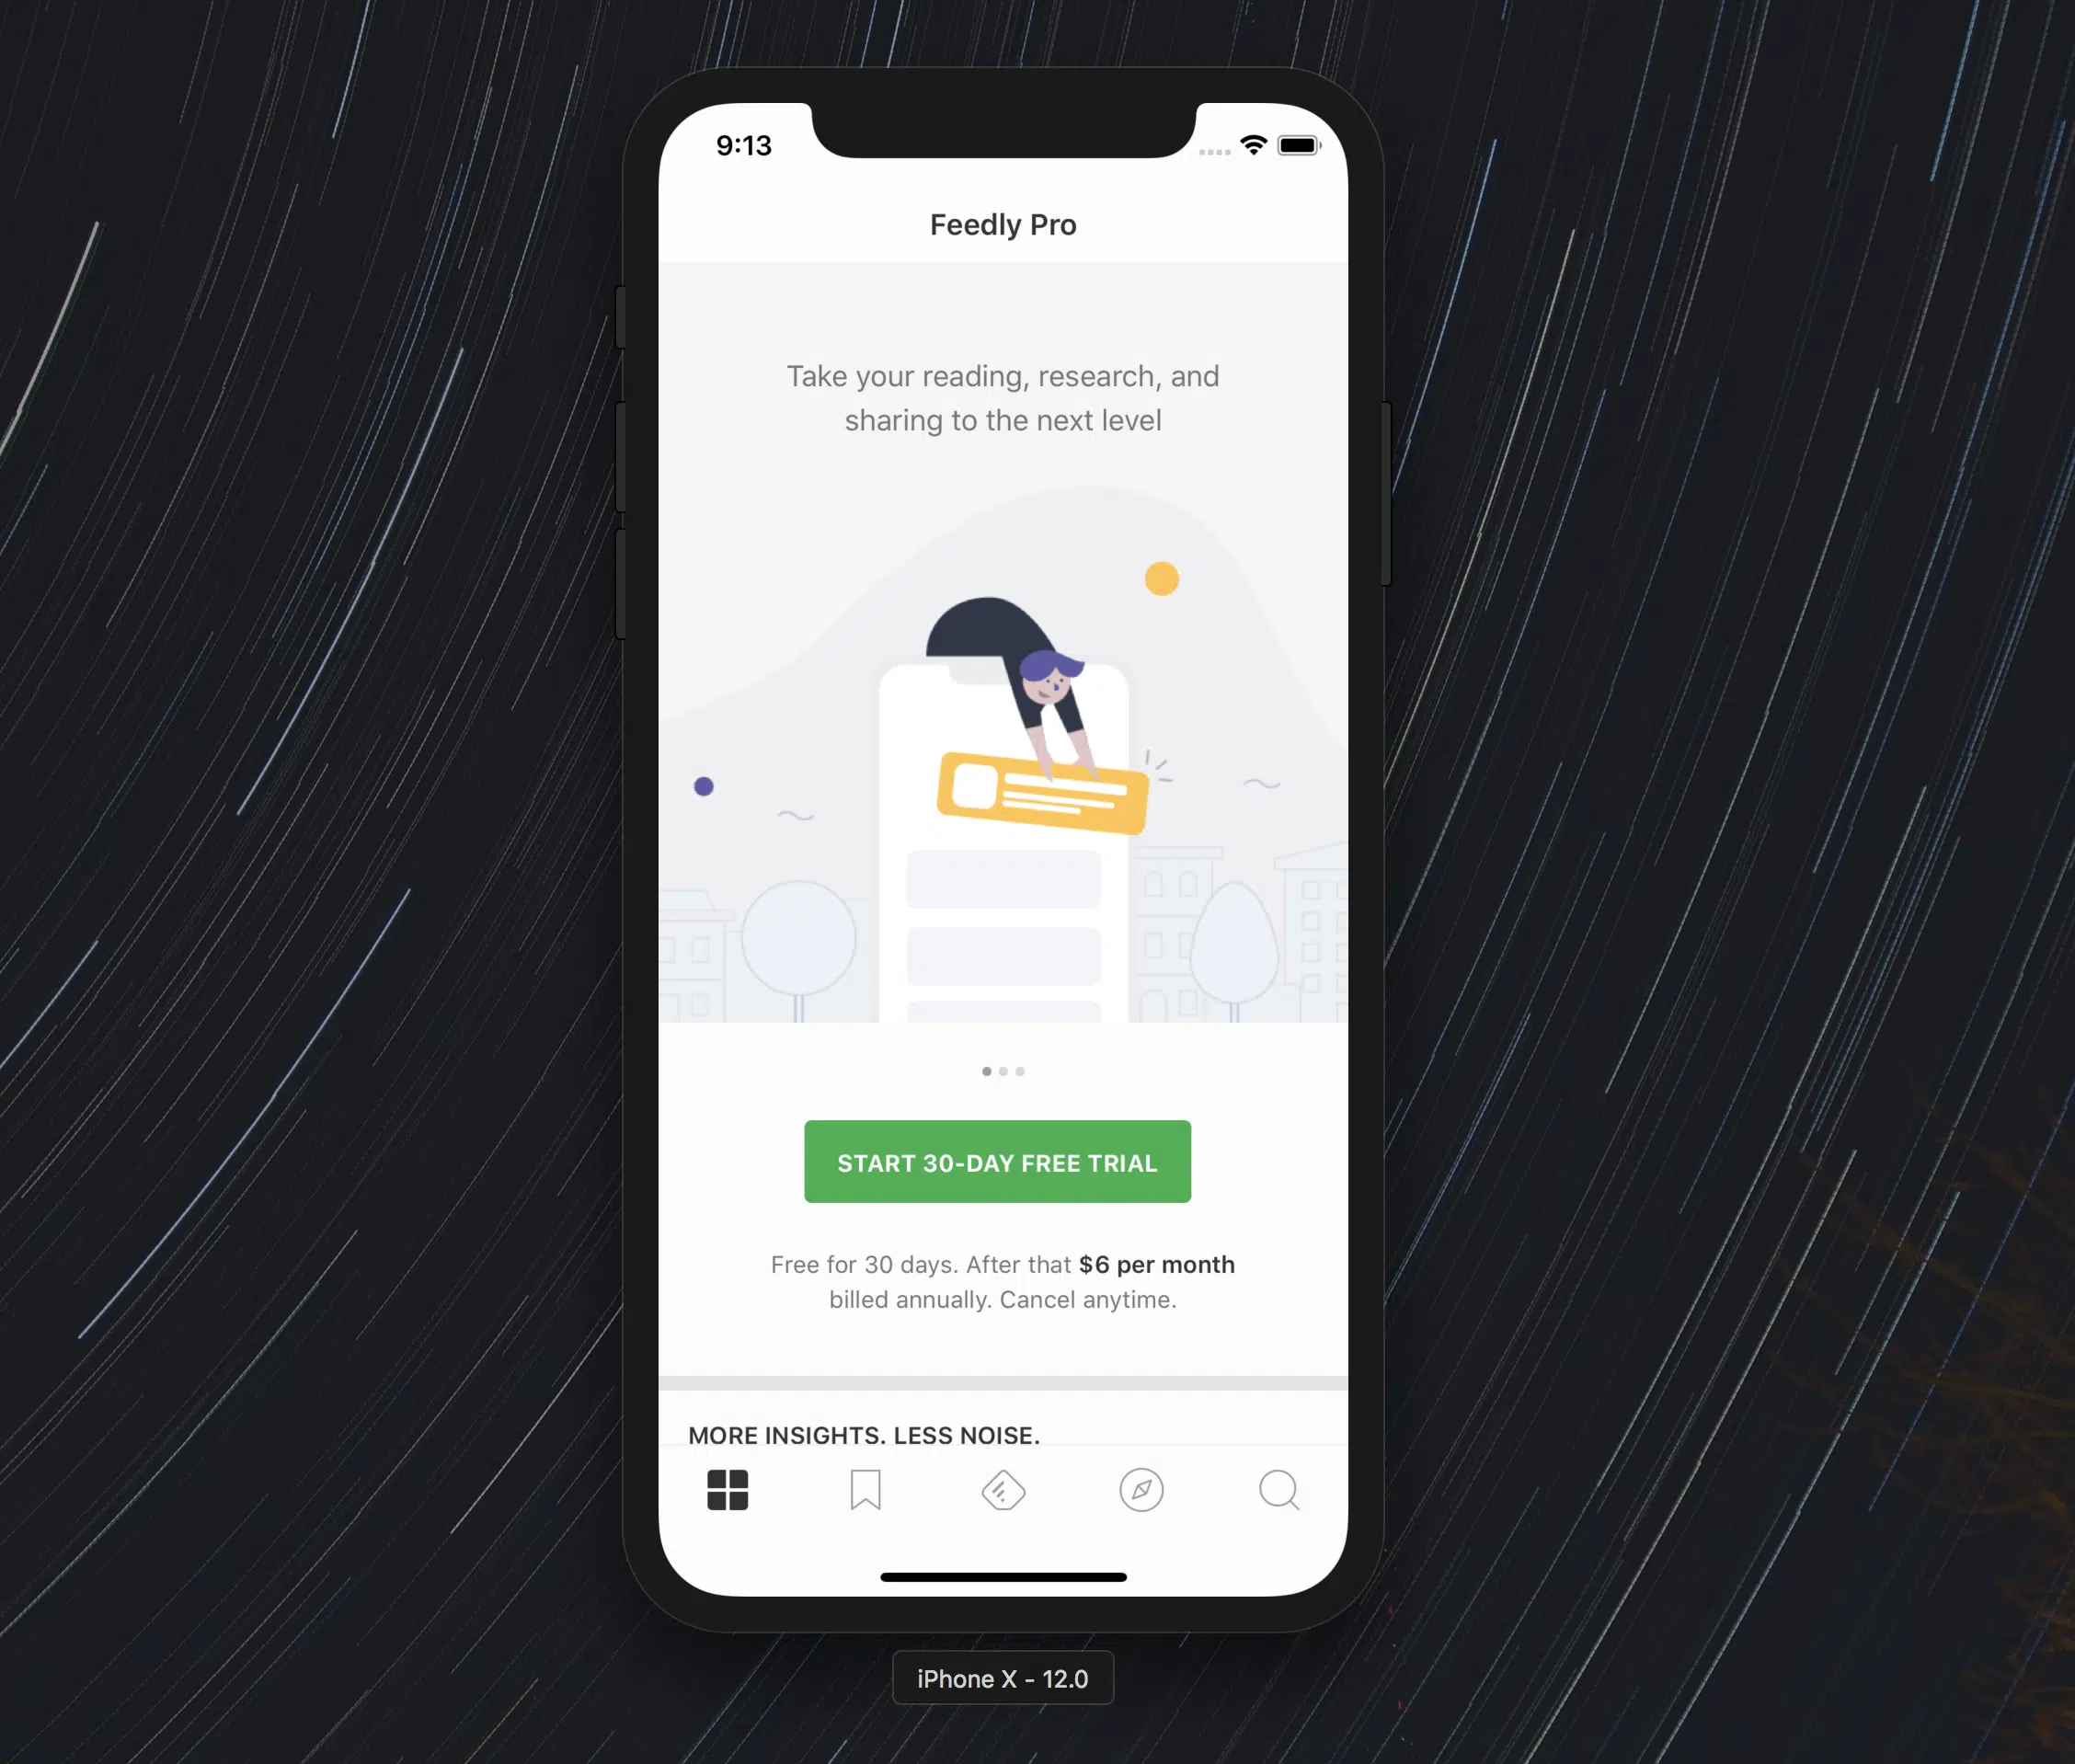 9:13
Feedly Pro
Take your reading, research, and
sharing to the next level
START 30-DAY FREE TRIAL
Free for 30 days. After that $6 per month
billed annually. Cancel anytime.
MORE INSIGHTS. LESS NOISE.
iPhone X - 12.0